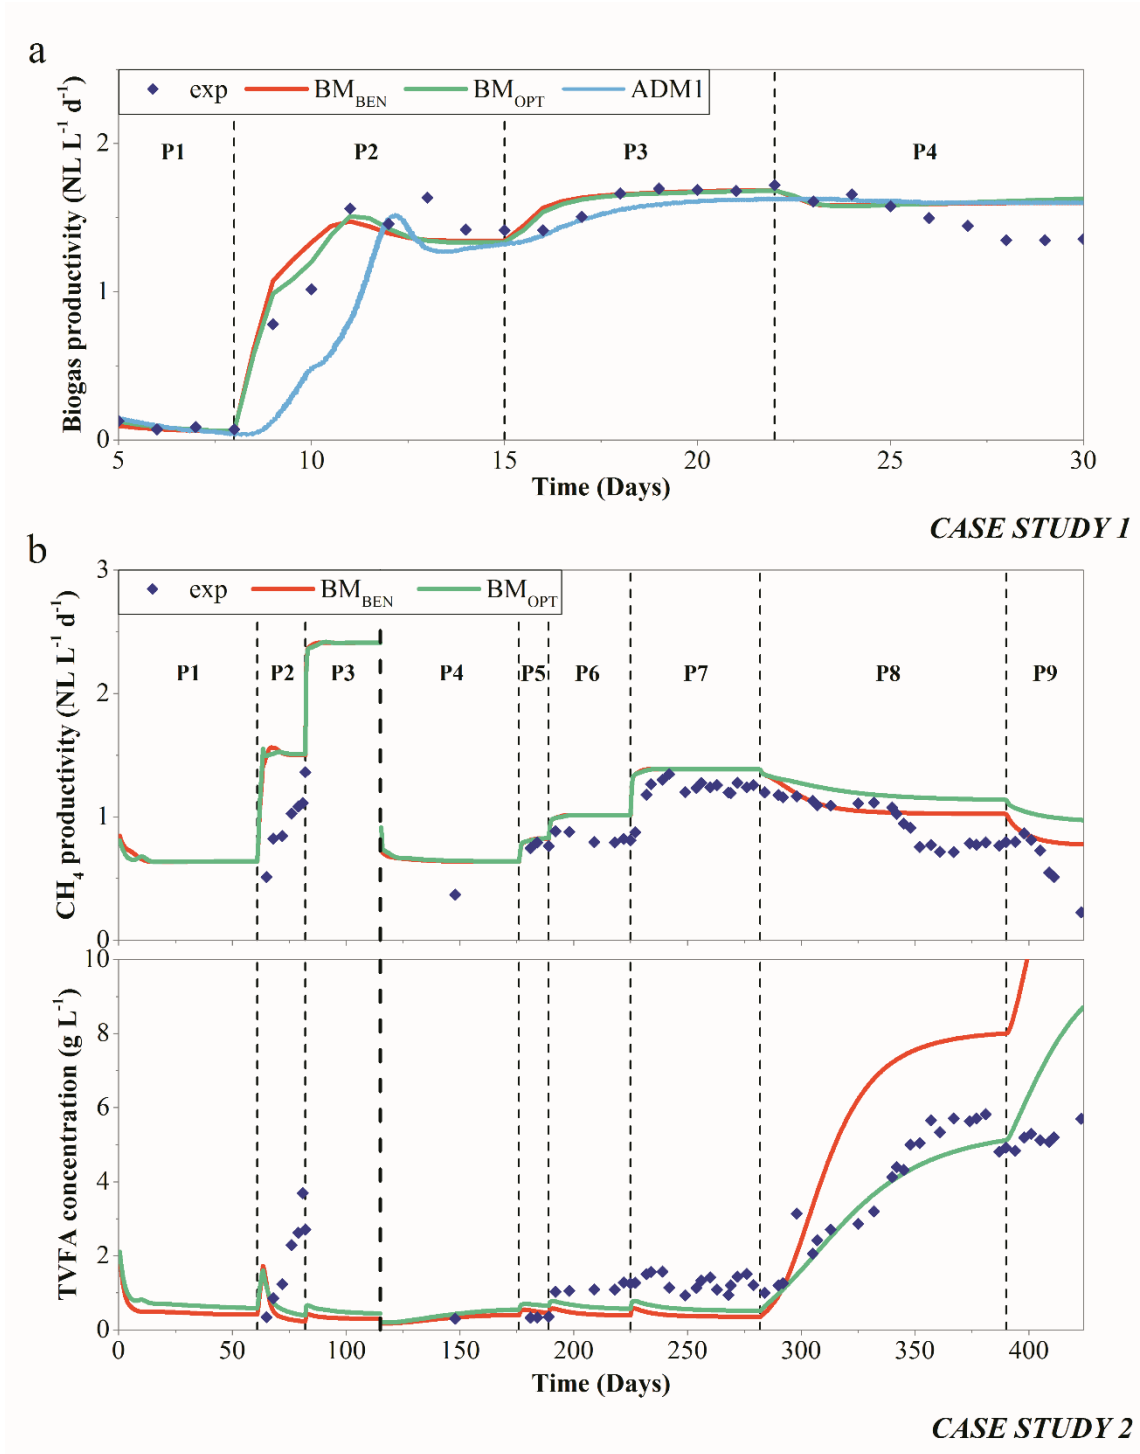 a
exp BM_BEN BM_OPT ADM1
Biogas productivity (NL L⁻¹ d⁻¹)
P1 P2 P3 P4
2
1
0
5 10 15 20 25 30
Time (Days)
CASE STUDY 1
b
exp BM_BEN BM_OPT
CH₄ productivity (NL L⁻¹ d⁻¹)
P1 P2 P3 P4 P5 P6 P7 P8 P9
3
2
1
0
TVFA concentration (g L⁻¹)
10
8
6
4
2
0
0 50 100 150 200 250 300 350 400
Time (Days)
CASE STUDY 2